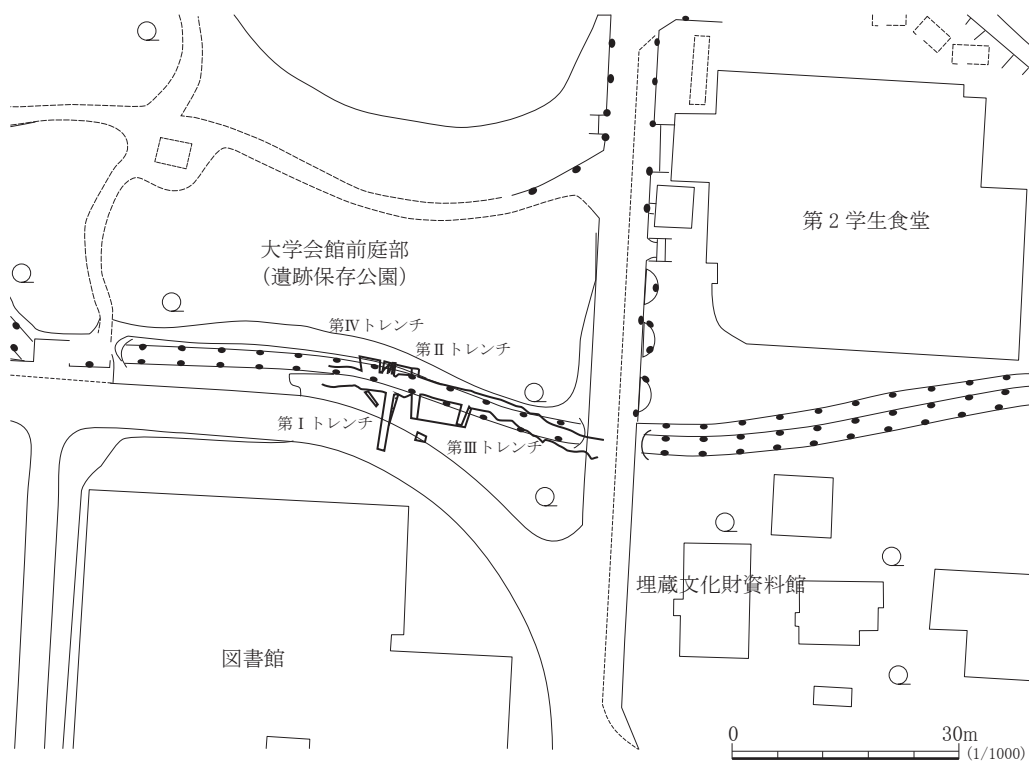 第2学生食堂
大学会館前庭部
（遺跡保存公園）
第Ⅳトレンチ
第Ⅱトレンチ
第Ⅰトレンチ
第Ⅲトレンチ
埋蔵文化財資料館
図書館
0 30m
(1/1000)